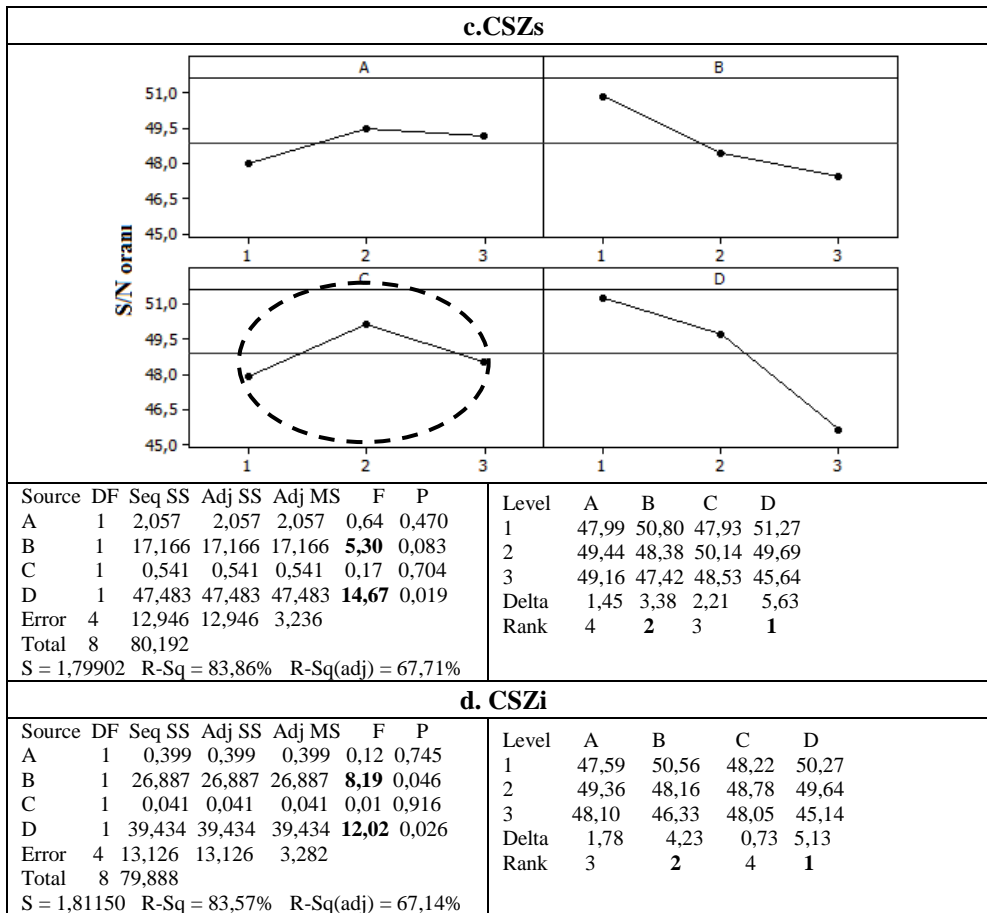 c.CSZs
A B
51,0
49,5
48,0
46,5
45,0
1 2 3 1 2 3
C D
51,0
49,5
48,0
46,5
45,0
1 2 3 1 2 3
S/N oranı
Source DF Seq SS Adj SS Adj MS F P
A 1 2,057 2,057 2,057 0,64 0,470
B 1 17,166 17,166 17,166 5,30 0,083
C 1 0,541 0,541 0,541 0,17 0,704
D 1 47,483 47,483 47,483 14,67 0,019
Error 4 12,946 12,946 3,236
Total 8 80,192
S = 1,79902 R-Sq = 83,86% R-Sq(adj) = 67,71%
Level A B C D
1 47,99 50,80 47,93 51,27
2 49,44 48,38 50,14 49,69
3 49,16 47,42 48,53 45,64
Delta 1,45 3,38 2,21 5,63
Rank 4 2 3 1
d. CSZi
Source DF Seq SS Adj SS Adj MS F P
A 1 0,399 0,399 0,399 0,12 0,745
B 1 26,887 26,887 26,887 8,19 0,046
C 1 0,041 0,041 0,041 0,01 0,916
D 1 39,434 39,434 39,434 12,02 0,026
Error 4 13,126 13,126 3,282
Total 8 79,888
S = 1,81150 R-Sq = 83,57% R-Sq(adj) = 67,14%
Level A B C D
1 47,59 50,56 48,22 50,27
2 49,36 48,16 48,78 49,64
3 48,10 46,33 48,05 45,14
Delta 1,78 4,23 0,73 5,13
Rank 3 2 4 1